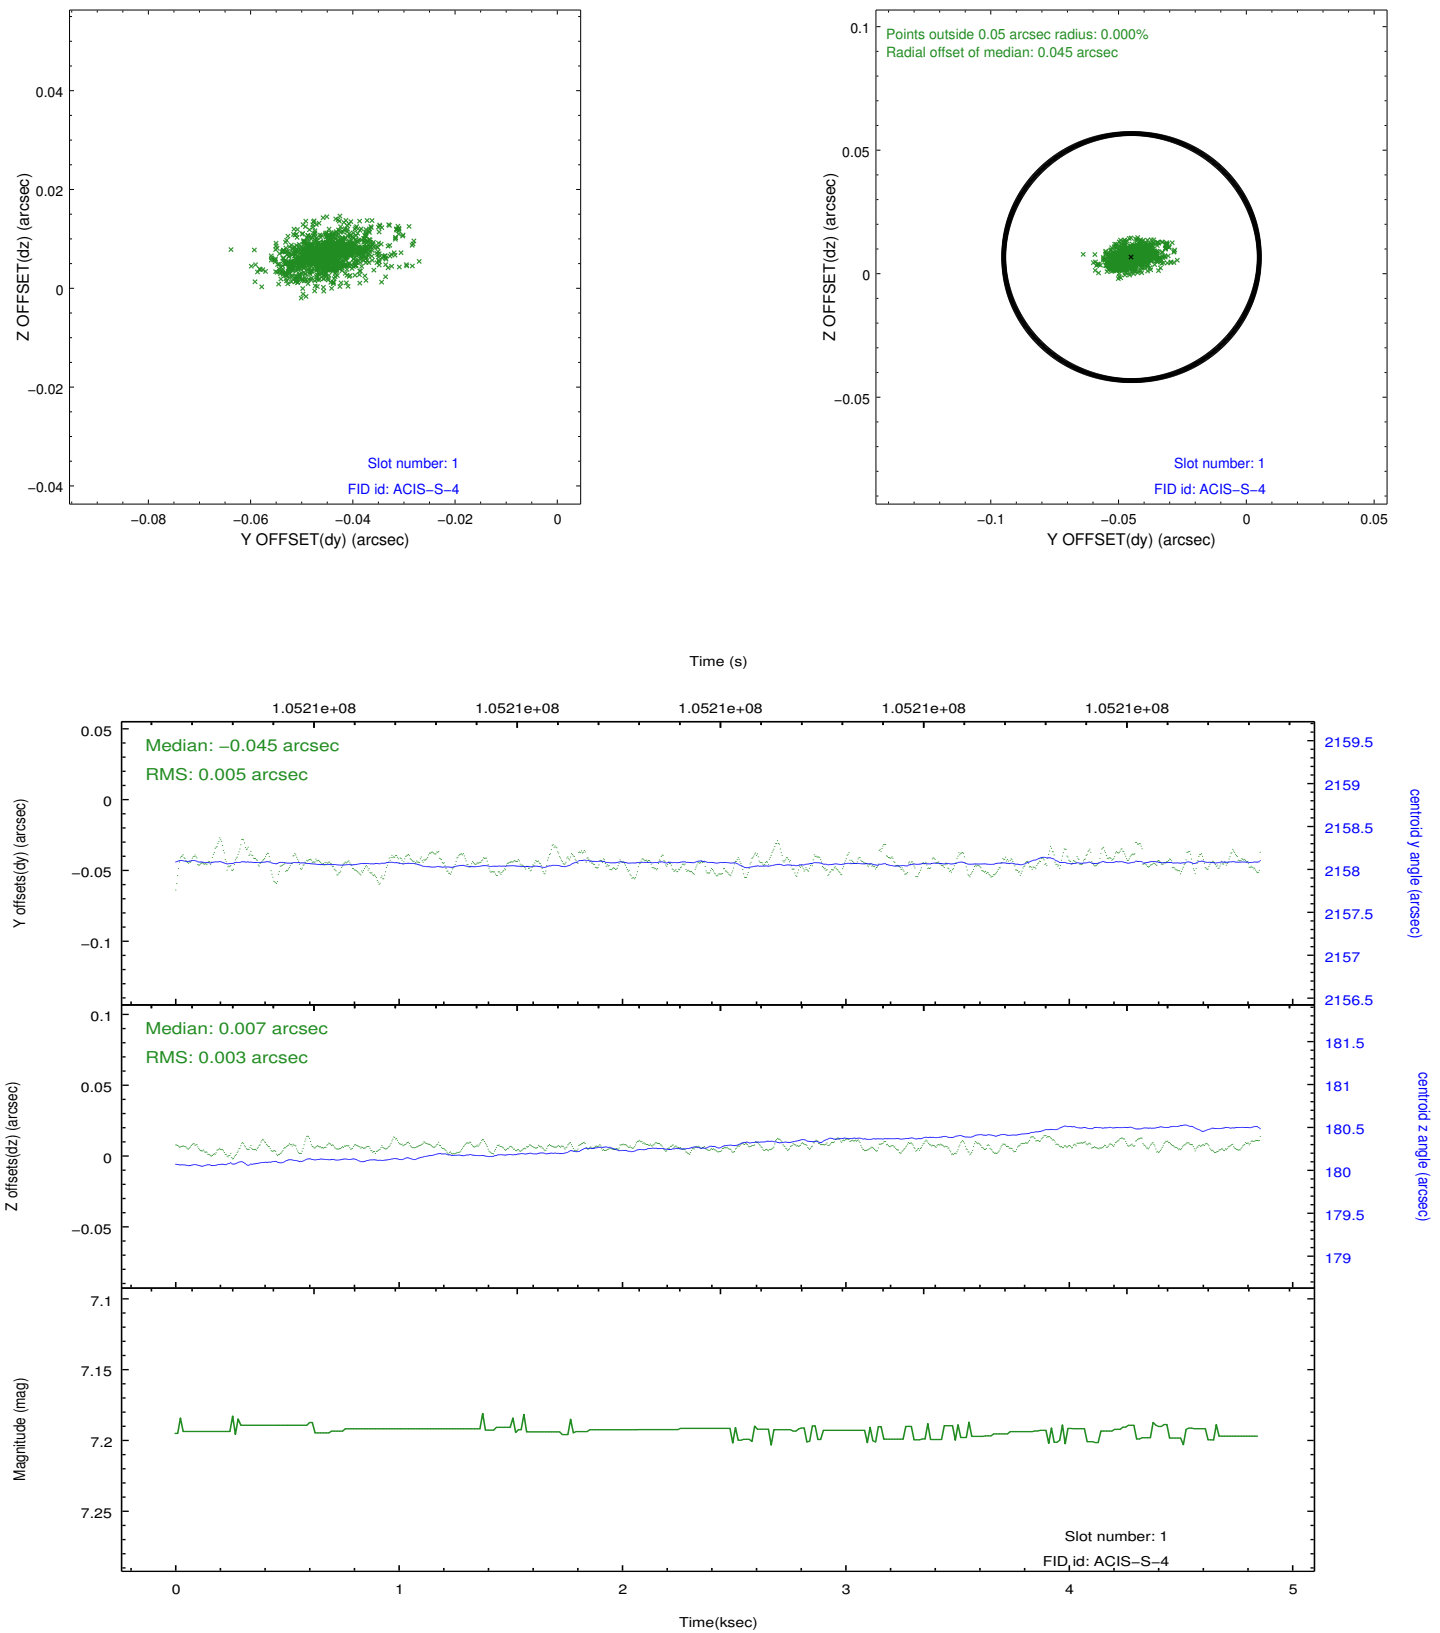 0.04
0.02
0
−0.02
−0.04
Z OFFSET(dz) (arcsec)
Slot number: 1
FID id: ACIS−S−4
−0.08
−0.06
−0.04
−0.02
0
Y OFFSET(dy) (arcsec)
Points outside 0.05 arcsec radius: 0.000%
Radial offset of median: 0.045 arcsec
0.1
0.05
0
−0.05
Z OFFSET(dz) (arcsec)
Slot number: 1
FID id: ACIS−S−4
−0.1
−0.05
0
0.05
Y OFFSET(dy) (arcsec)
Time (s)
1.0521e+08
1.0521e+08
1.0521e+08
1.0521e+08
1.0521e+08
Median: −0.045 arcsec
RMS: 0.005 arcsec
0.05
0
−0.05
−0.1
Y offsets(dy) (arcsec)
2159.5
2159
2158.5
2158
2157.5
2157
2156.5
centroid y angle (arcsec)
Median: 0.007 arcsec
RMS: 0.003 arcsec
0.1
0.05
0
−0.05
Z offsets(dz) (arcsec)
181.5
181
180.5
180
179.5
179
centroid z angle (arcsec)
7.1
7.15
7.2
7.25
Magnitude (mag)
Slot number: 1
FID id: ACIS−S−4
0
1
2
3
4
5
Time(ksec)